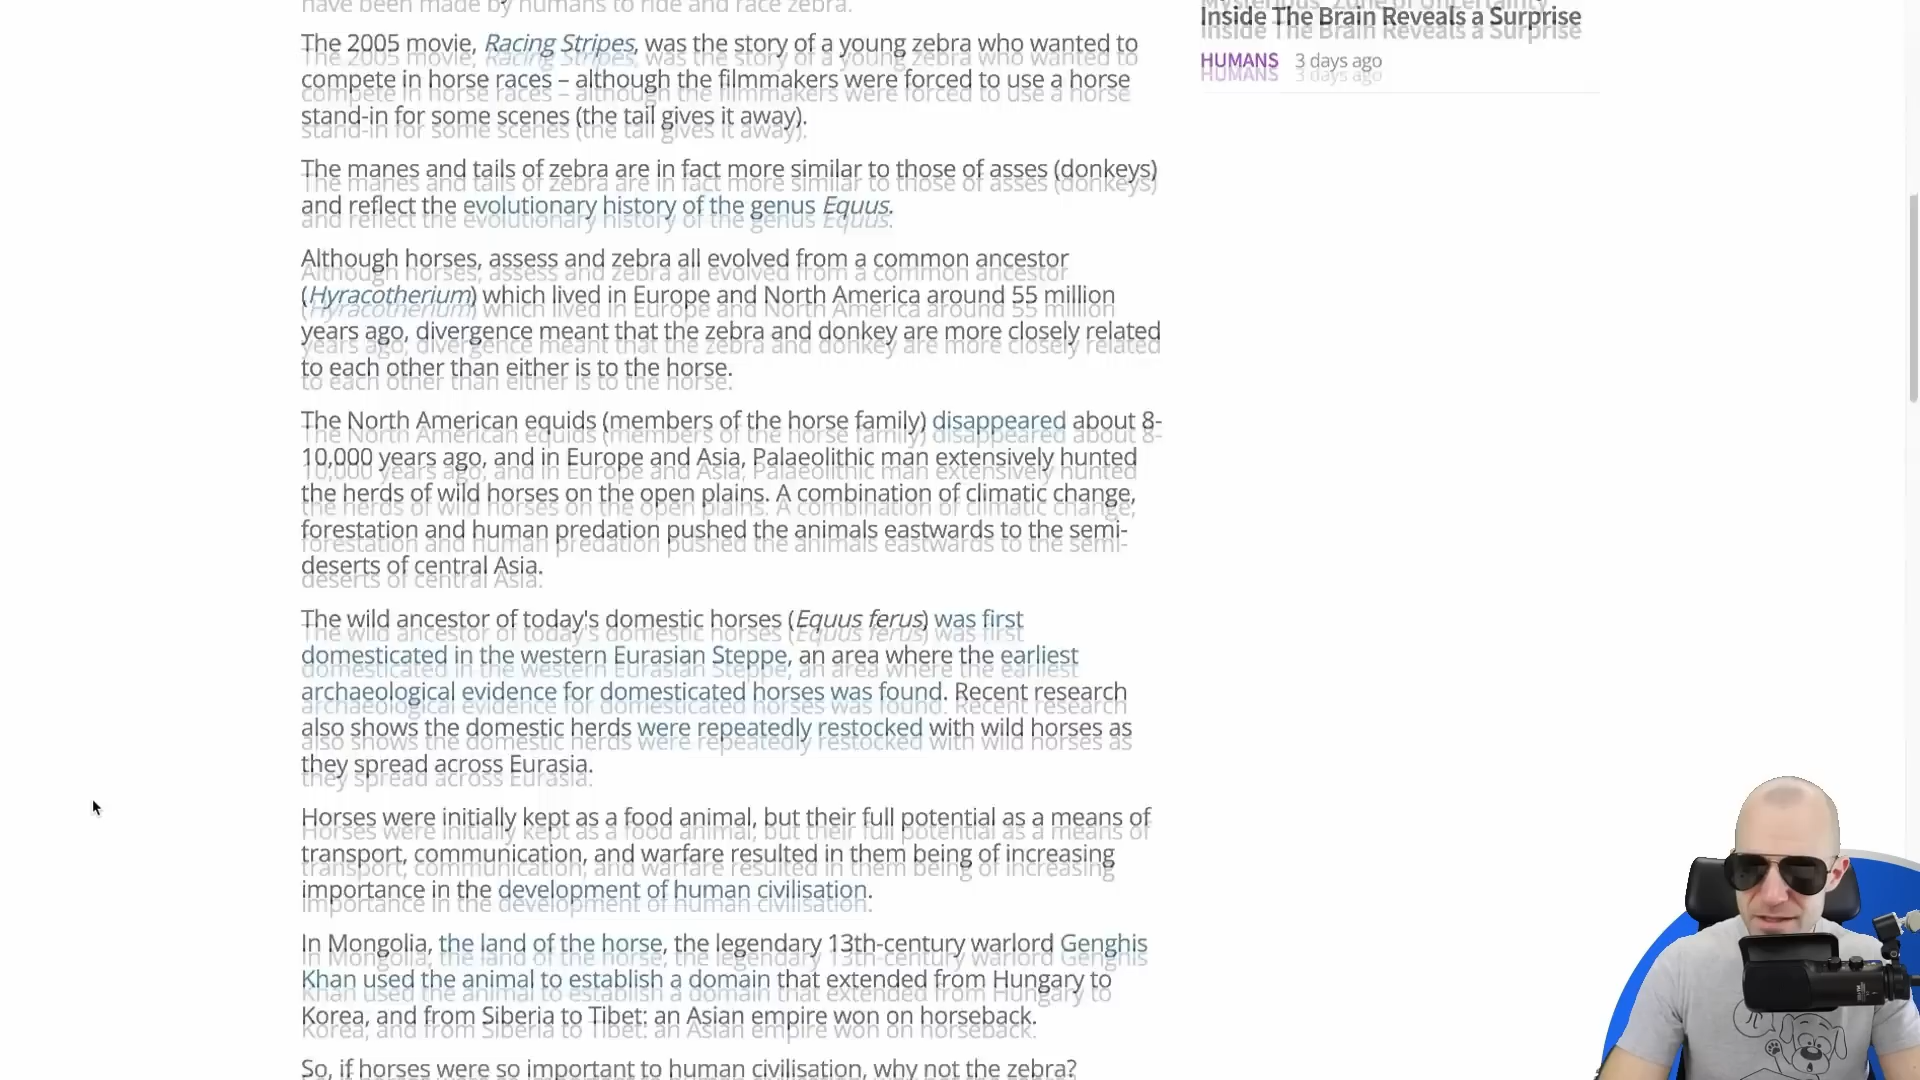 have been made by humans to ride and race zebra.
The 2005 movie, Racing Stripes, was the story of a young zebra who wanted to
compete in horse races – although the filmmakers were forced to use a horse
stand-in for some scenes (the tail gives it away).
The manes and tails of zebra are in fact more similar to those of asses (donkeys)
and reflect the evolutionary history of the genus Equus.
Although horses, assess and zebra all evolved from a common ancestor
(Hyracotherium) which lived in Europe and North America around 55 million
years ago, divergence meant that the zebra and donkey are more closely related
to each other than either is to the horse.
The North American equids (members of the horse family) disappeared about 8-
10,000 years ago, and in Europe and Asia, Palaeolithic man extensively hunted
the herds of wild horses on the open plains. A combination of climatic change,
forestation and human predation pushed the animals eastwards to the semi-
deserts of central Asia.
The wild ancestor of today's domestic horses (Equus ferus) was first
domesticated in the western Eurasian Steppe, an area where the earliest
archaeological evidence for domesticated horses was found. Recent research
also shows the domestic herds were repeatedly restocked with wild horses as
they spread across Eurasia.
Horses were initially kept as a food animal, but their full potential as a means of
transport, communication, and warfare resulted in them being of increasing
importance in the development of human civilisation.
In Mongolia, the land of the horse, the legendary 13th-century warlord Genghis
Khan used the animal to establish a domain that extended from Hungary to
Korea, and from Siberia to Tibet: an Asian empire won on horseback.
So, if horses were so important to human civilisation, why not the zebra?
Mysterious 'Zone of Uncertainty'
Inside The Brain Reveals a Surprise
HUMANS 3 days ago